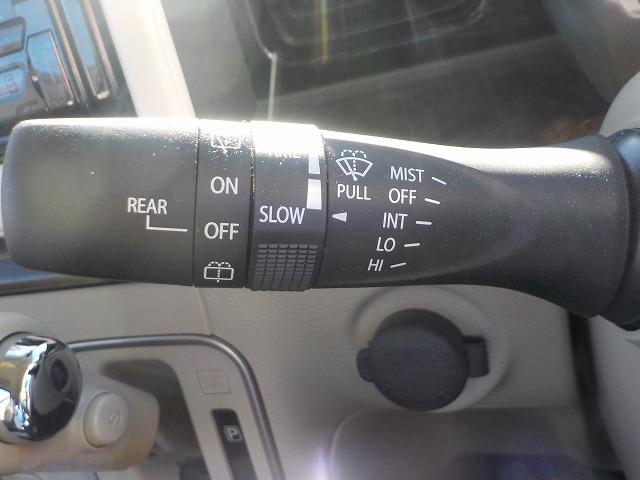 REAR
ON
OFF
SLOW
PULL
MIST
OFF
INT
LO
HI
S
P